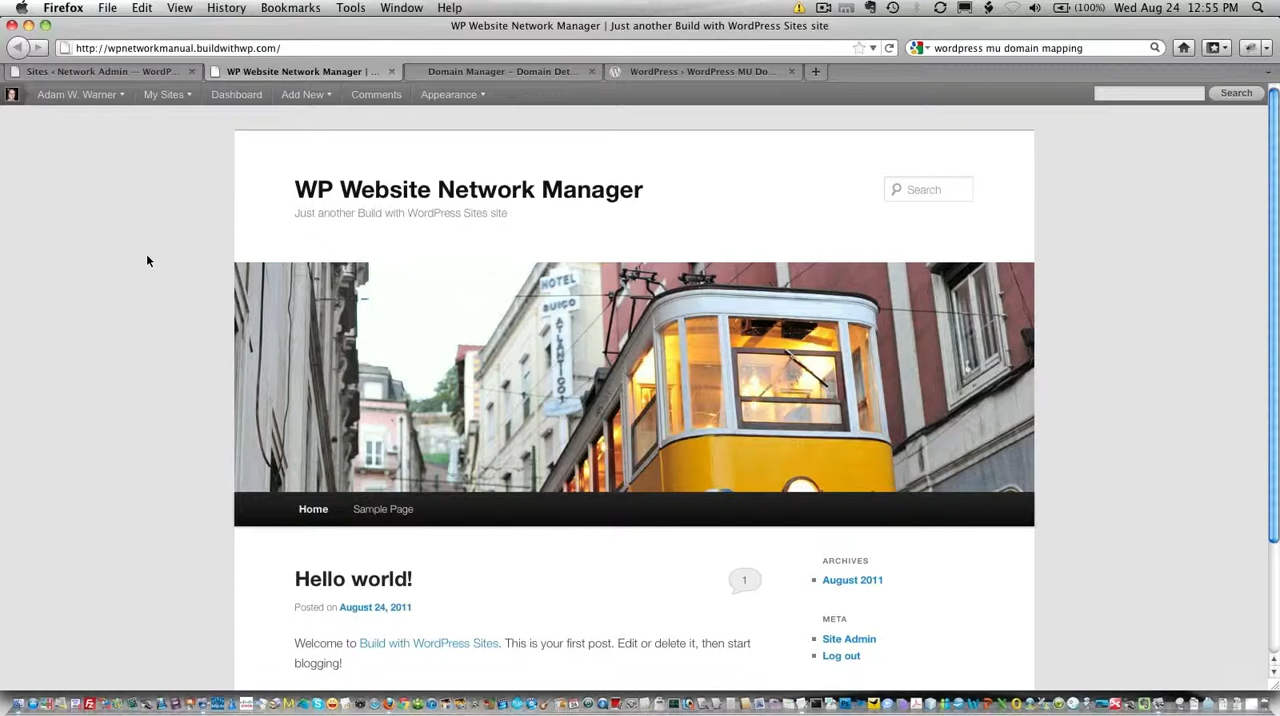 Firefox File Edit View History Bookmarks Tools Window Help (100%) Wed Aug 24 12:55 PM
WP Website Network Manager | Just another Build with WordPress Sites site
http://wpnetworkmanual.buildwithwp.com/ wordpress mu domain mapping
Sites ‹ Network Admin — WordP... WP Website Network Manager | ... Domain Manager – Domain Det... WordPress › WordPress MU Do...
Adam W. Warner My Sites Dashboard Add New Comments Appearance Search
WP Website Network Manager
Search
Just another Build with WordPress Sites site
HOTEL
SUIÇO
ATLANTICO
Home Sample Page
Hello world!
1
Posted on August 24, 2011
Welcome to Build with WordPress Sites. This is your first post. Edit or delete it, then start
blogging!
ARCHIVES
August 2011
META
Site Admin
Log out